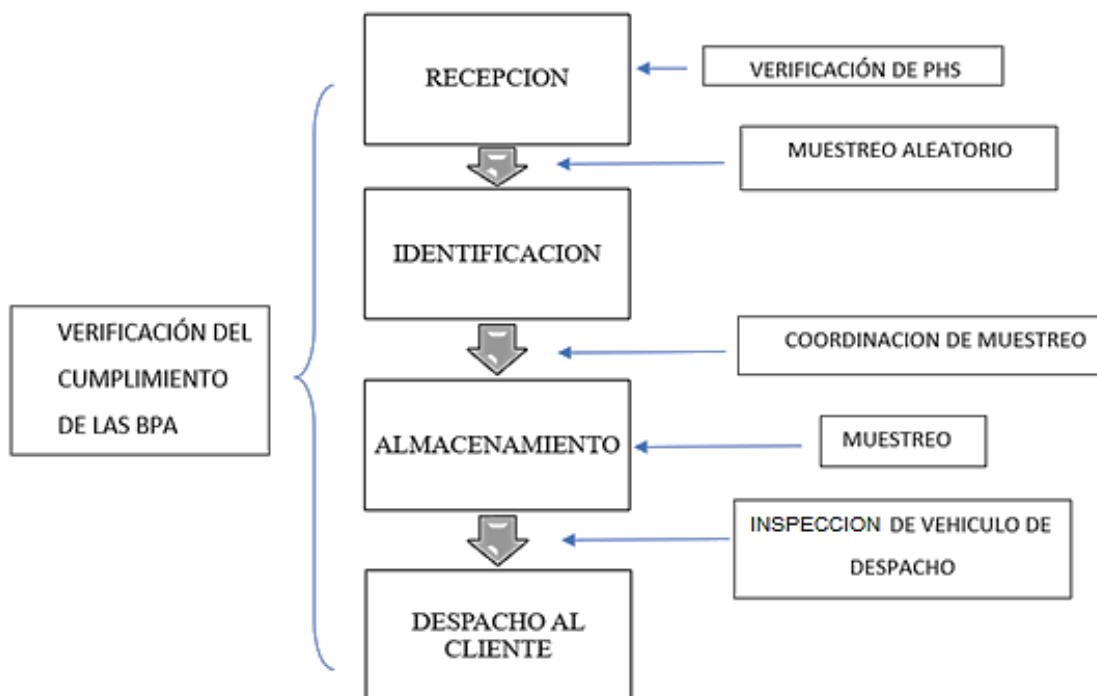 RECEPCION
VERIFICACIÓN DE PHS
MUESTREO ALEATORIO
IDENTIFICACION
VERIFICACIÓN DEL
CUMPLIMIENTO
DE LAS BPA
COORDINACION DE MUESTREO
ALMACENAMIENTO
MUESTREO
INSPECCION DE VEHICULO DE
DESPACHO
DESPACHO AL
CLIENTE